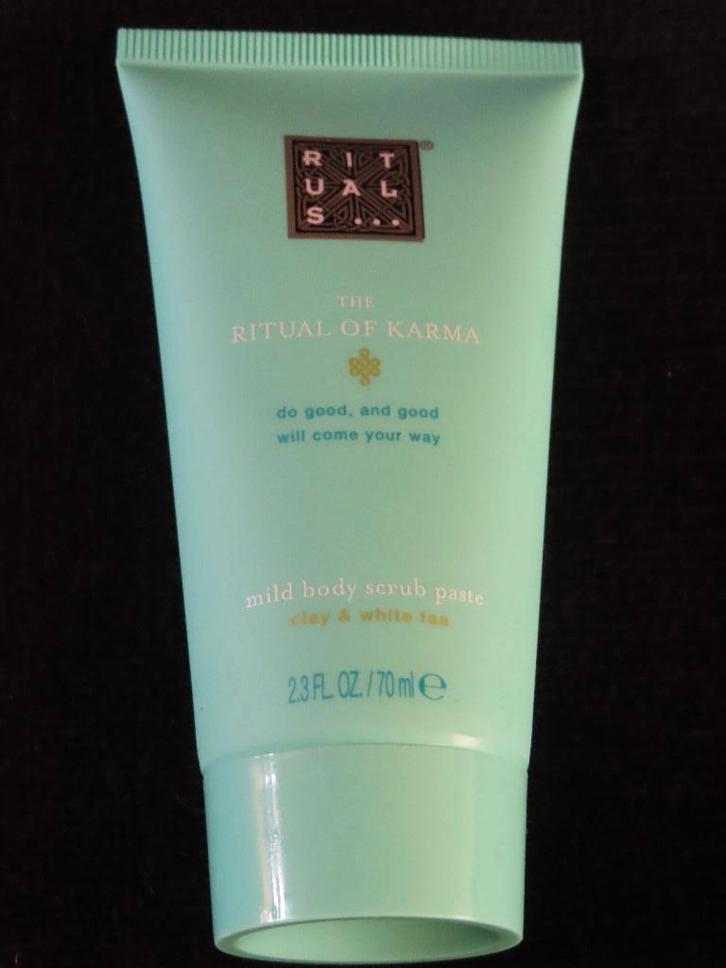 RIT
UAL
S...®
THE
RITUAL OF KARMA
do good, and good
will come your way
mild body scrub paste
clay & white tea
2.3 FL. OZ. / 70 ml ℮